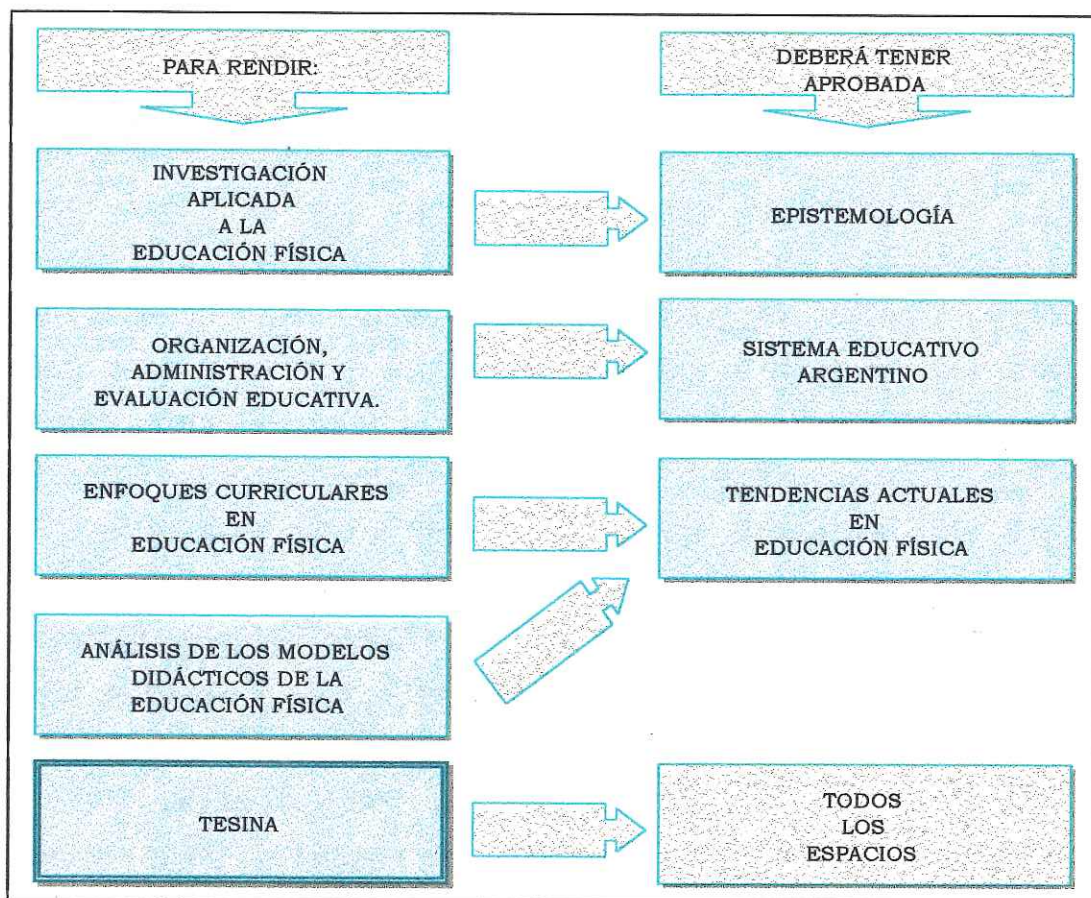 PARA RENDIR:
DEBERÁ TENER
APROBADA
INVESTIGACIÓN
APLICADA
A LA
EDUCACIÓN FÍSICA
EPISTEMOLOGÍA
ORGANIZACIÓN,
ADMINISTRACIÓN Y
EVALUACIÓN EDUCATIVA.
SISTEMA EDUCATIVO
ARGENTINO
ENFOQUES CURRICULARES
EN
EDUCACIÓN FÍSICA
TENDENCIAS ACTUALES
EN
EDUCACIÓN FÍSICA
ANÁLISIS DE LOS MODELOS
DIDÁCTICOS DE LA
EDUCACIÓN FÍSICA
TESINA
TODOS
LOS
ESPACIOS